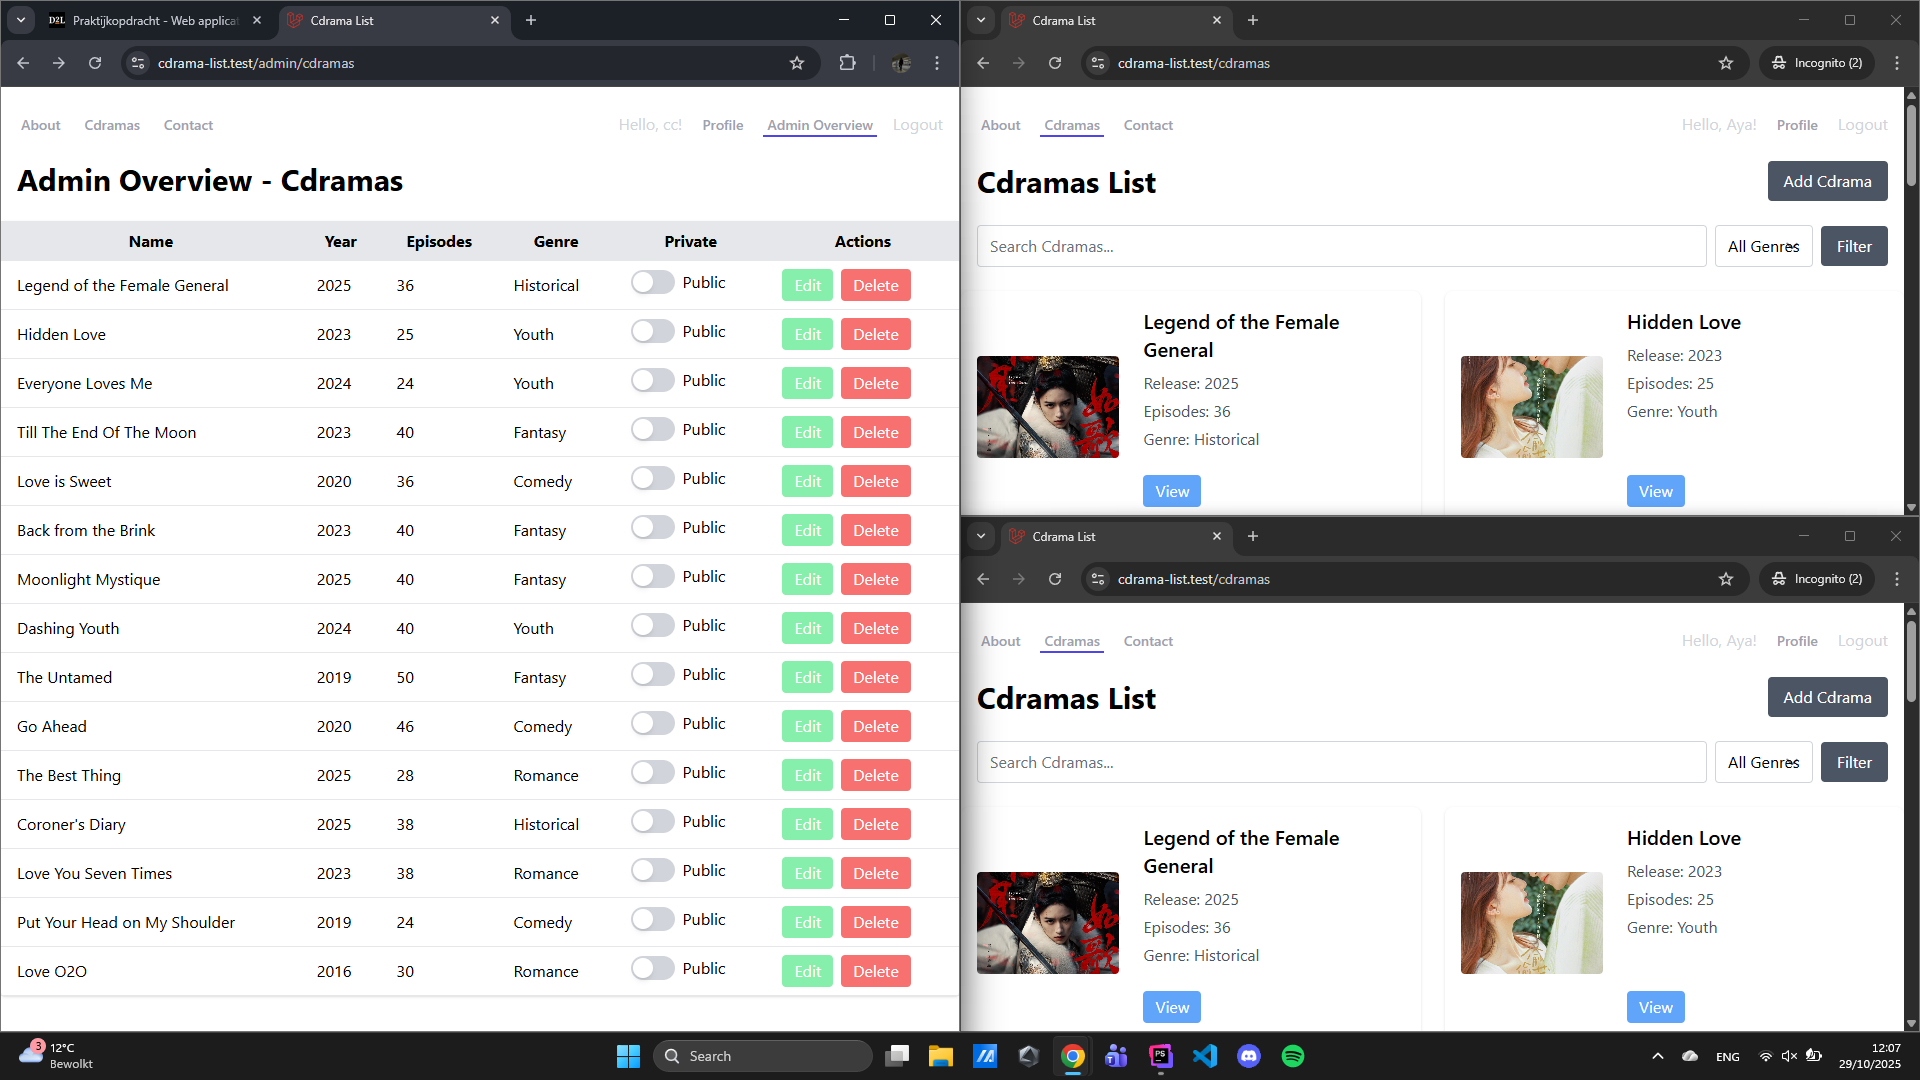 D2L Praktijkopdracht - Web applicat
Cdrama List
cdrama-list.test/admin/cdramas
About Cdramas Contact Hello, cc! Profile Admin Overview Logout
Admin Overview - Cdramas
Name Year Episodes Genre Private Actions
Legend of the Female General 2025 36 Historical Public Edit Delete
Hidden Love 2023 25 Youth Public Edit Delete
Everyone Loves Me 2024 24 Youth Public Edit Delete
Till The End Of The Moon 2023 40 Fantasy Public Edit Delete
Love is Sweet 2020 36 Comedy Public Edit Delete
Back from the Brink 2023 40 Fantasy Public Edit Delete
Moonlight Mystique 2025 40 Fantasy Public Edit Delete
Dashing Youth 2024 40 Youth Public Edit Delete
The Untamed 2019 50 Fantasy Public Edit Delete
Go Ahead 2020 46 Comedy Public Edit Delete
The Best Thing 2025 28 Romance Public Edit Delete
Coroner's Diary 2025 38 Historical Public Edit Delete
Love You Seven Times 2023 38 Romance Public Edit Delete
Put Your Head on My Shoulder 2019 24 Comedy Public Edit Delete
Love O2O 2016 30 Romance Public Edit Delete
Cdrama List
cdrama-list.test/cdramas Incognito (2)
About Cdramas Contact Hello, Aya! Profile Logout
Cdramas List Add Cdrama
Search Cdramas... All Genres Filter
Legend of the Female
General
Release: 2025
Episodes: 36
Genre: Historical
View
Hidden Love
Release: 2023
Episodes: 25
Genre: Youth
View
Cdrama List
cdrama-list.test/cdramas Incognito (2)
About Cdramas Contact Hello, Aya! Profile Logout
Cdramas List Add Cdrama
Search Cdramas... All Genres Filter
Legend of the Female
General
Release: 2025
Episodes: 36
Genre: Historical
View
Hidden Love
Release: 2023
Episodes: 25
Genre: Youth
View
3 12°C
Bewolkt
Search
PS
ENG
12:07
29/10/2025